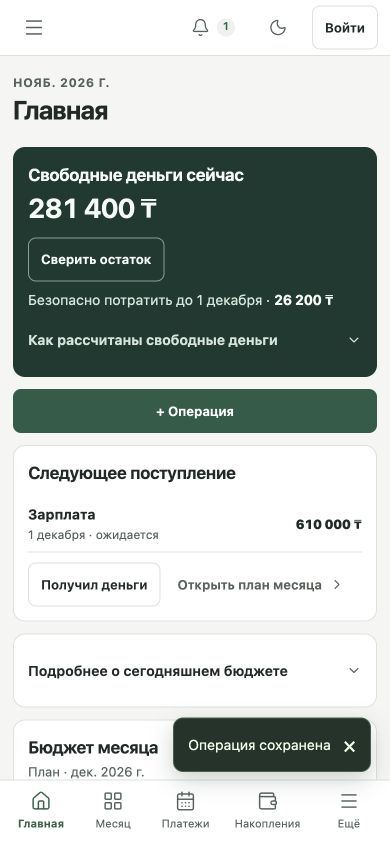 1
Войти
НОЯБ. 2026 Г.
Главная
Свободные деньги сейчас
281 400 ₸
Сверить остаток
Безопасно потратить до 1 декабря · 26 200 ₸
Как рассчитаны свободные деньги
+ Операция
Следующее поступление
Зарплата
610 000 ₸
1 декабря · ожидается
Получил деньги
Открыть план месяца
Подробнее о сегодняшнем бюджете
Бюджет месяца
Операция сохранена
План · дек. 2026 г.
Главная
Месяц
Платежи
Накопления
Ещё